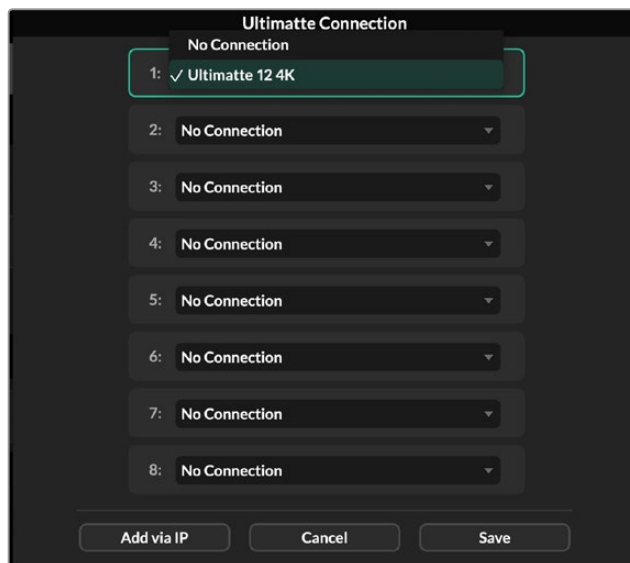 Ultimatte Connection
No Connection
1: ✓ Ultimatte 12 4K
2: No Connection
3: No Connection
4: No Connection
5: No Connection
6: No Connection
7: No Connection
8: No Connection
Add via IP Cancel Save